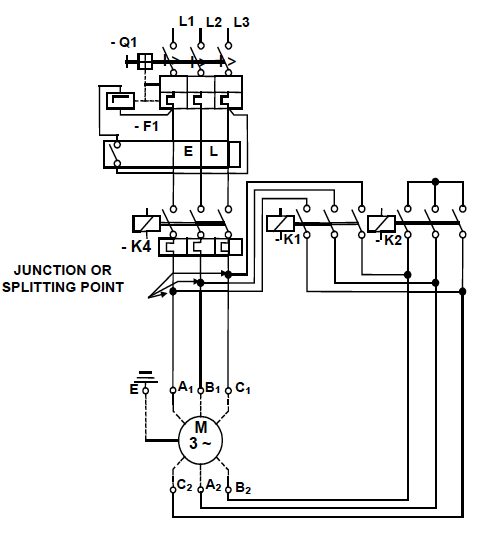 L1 L2 L3
- Q1
- F1
E L
- K4
- K1
- K2
JUNCTION OR
SPLITTING POINT
E A1 B1 C1
M
3 ~
C2 A2 B2